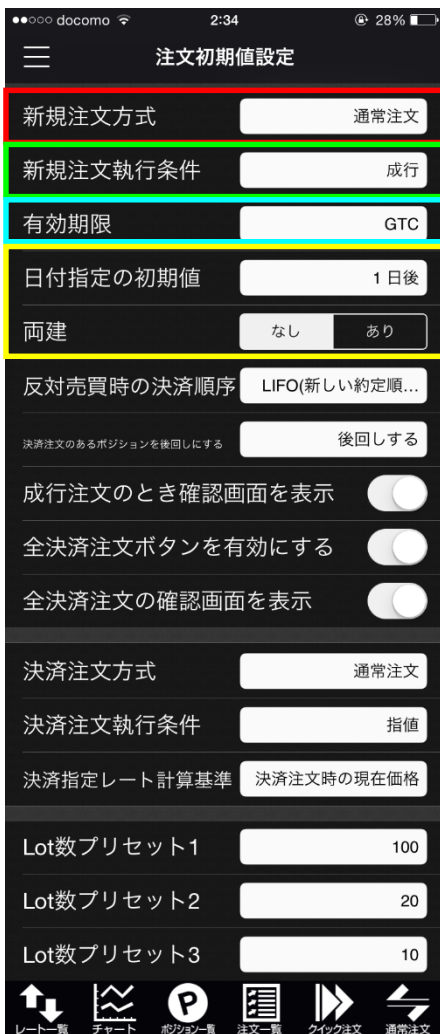 docomo 2:34 28%
注文初期値設定
新規注文方式 通常注文
新規注文執行条件 成行
有効期限 GTC
日付指定の初期値 1 日後
両建 なし あり
反対売買時の決済順序 LIFO(新しい約定順...
決済注文のあるポジションを後回しにする 後回しする
成行注文のとき確認画面を表示
全決済注文ボタンを有効にする
全決済注文の確認画面を表示
決済注文方式 通常注文
決済注文執行条件 指値
決済指定レート計算基準 決済注文時の現在価格
Lot数プリセット1 100
Lot数プリセット2 20
Lot数プリセット3 10
P
レート一覧 チャート ポジション一覧 注文一覧 クイック注文 通常注文